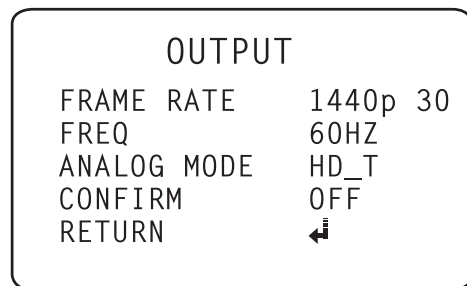 OUTPUT
FRAME RATE 1440p 30
FREQ 60HZ
ANALOG MODE HD_T
CONFIRM OFF
RETURN ↲